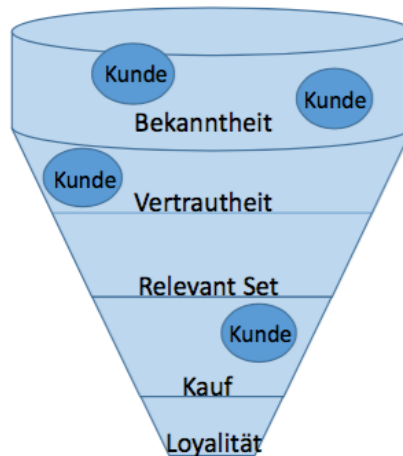 Kunde
Kunde
Bekanntheit
Kunde
Vertrautheit
Relevant Set
Kunde
Kauf
Loyalität